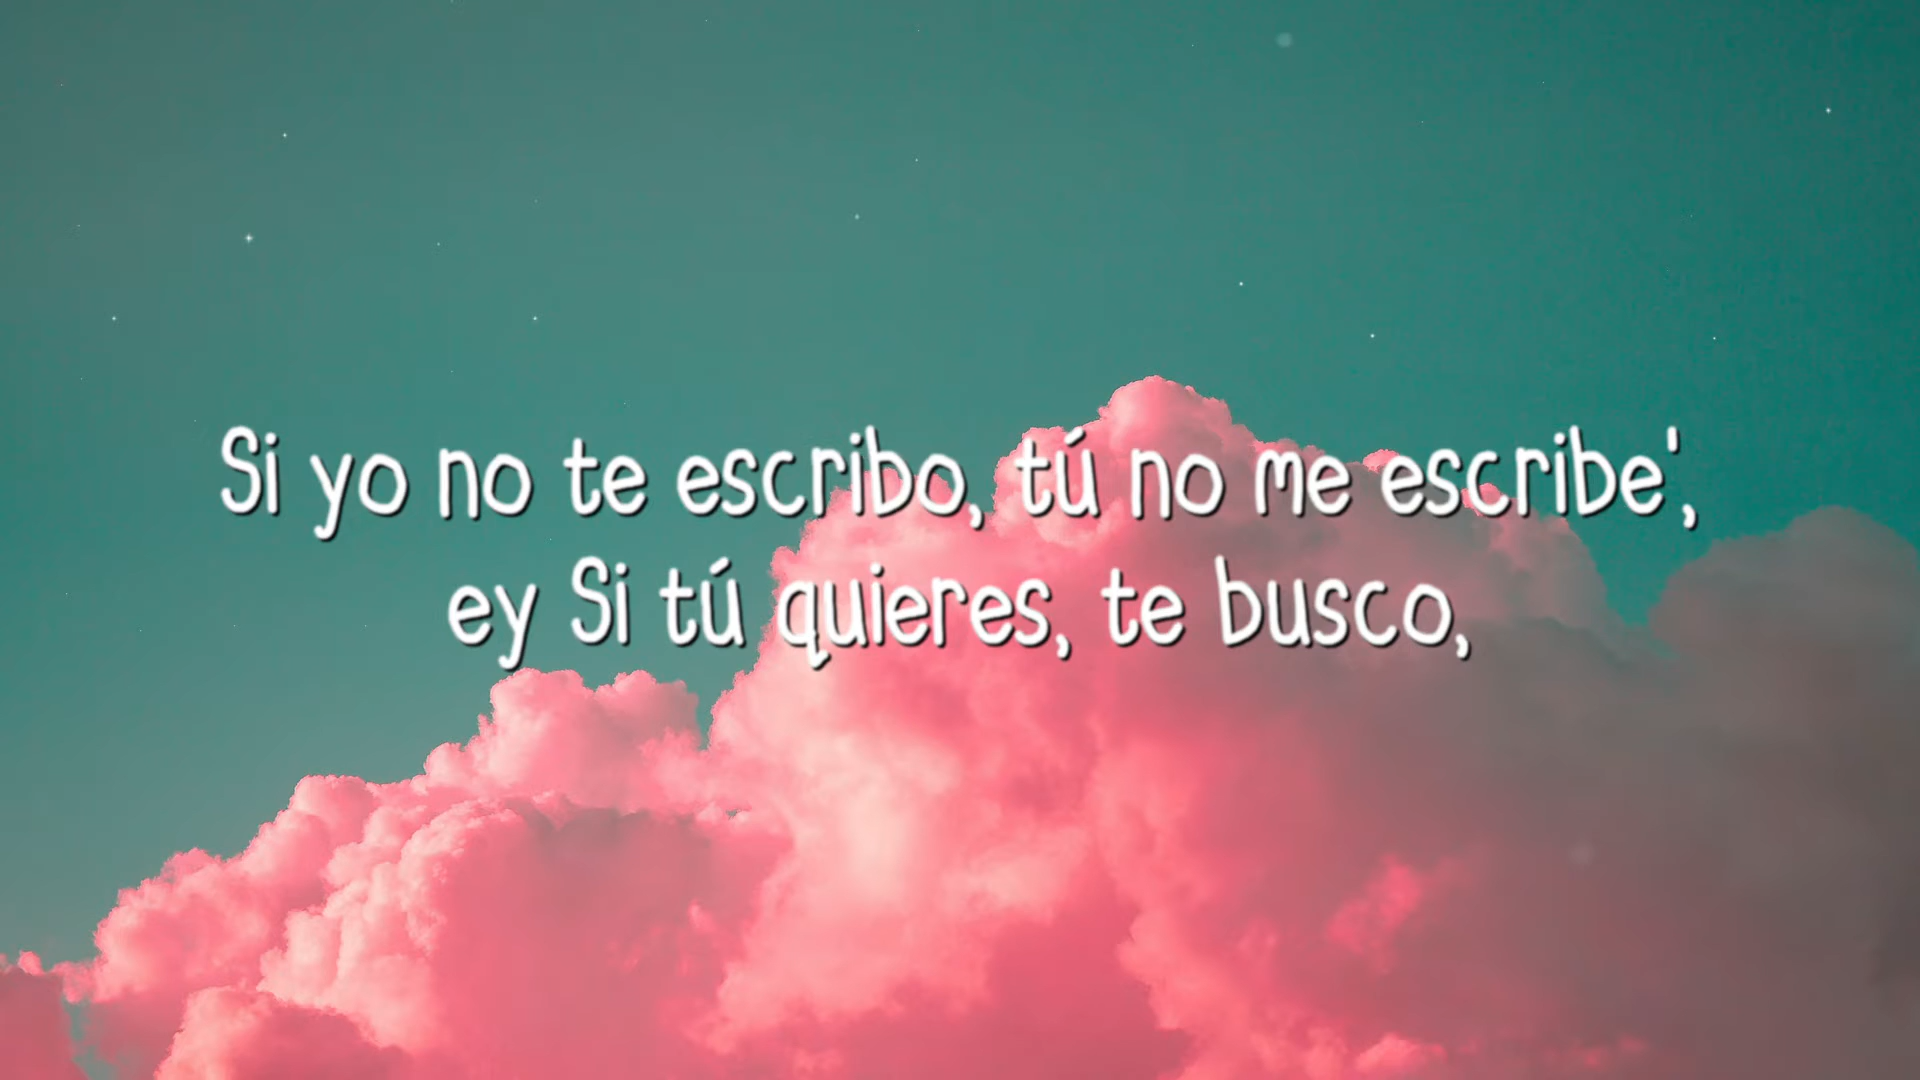 Si yo no te escribo, tú no me escribe',
ey Si tú quieres, te busco,